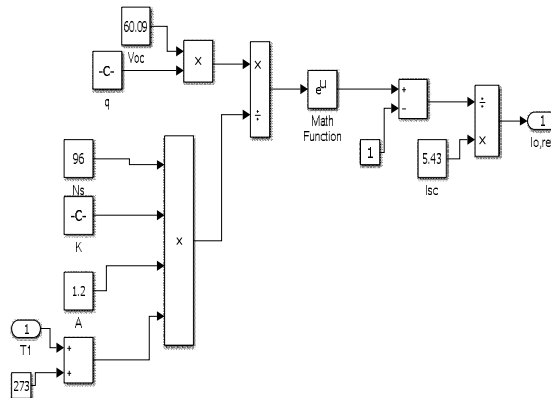 60.09
Voc
-C-
q
×
×
÷
eu
Math
Function
+
−
1
÷
×
5.43
Isc
1
Io,re
96
Ns
-C-
K
×
1.2
A
1
T1
+
+
273